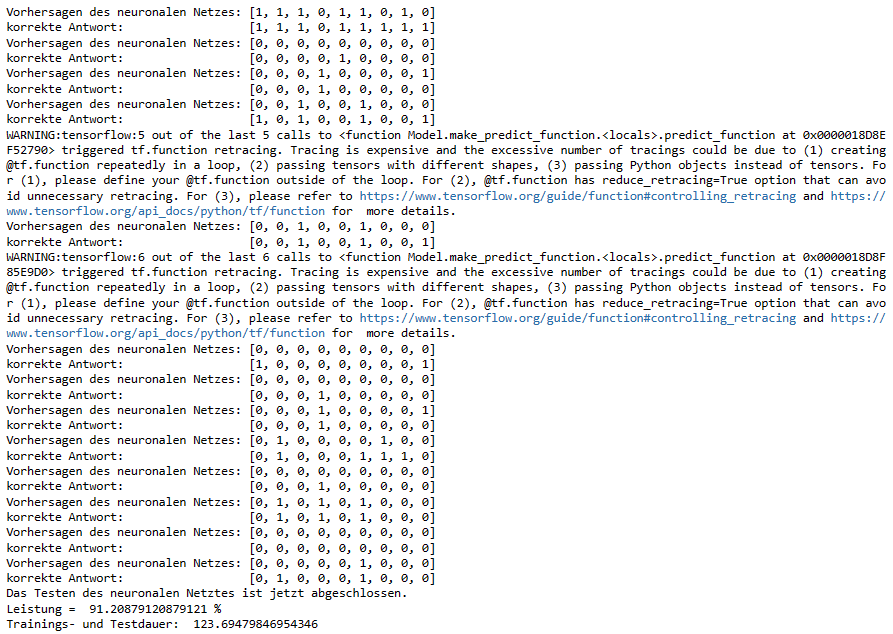 Vorhersagen des neuronalen Netzes: [1, 1, 1, 0, 1, 1, 0, 1, 0]
korrekte Antwort: [1, 1, 1, 0, 1, 1, 1, 1, 1]
Vorhersagen des neuronalen Netzes: [0, 0, 0, 0, 0, 0, 0, 0, 0]
korrekte Antwort: [0, 0, 0, 0, 1, 0, 0, 0, 0]
Vorhersagen des neuronalen Netzes: [0, 0, 0, 1, 0, 0, 0, 0, 1]
korrekte Antwort: [0, 0, 0, 1, 0, 0, 0, 0, 0]
Vorhersagen des neuronalen Netzes: [0, 0, 1, 0, 0, 1, 0, 0, 0]
korrekte Antwort: [1, 0, 1, 0, 0, 1, 0, 0, 1]
WARNING:tensorflow:5 out of the last 5 calls to <function Model.make_predict_function.<locals>.predict_function at 0x0000018D8E
F52790> triggered tf.function retracing. Tracing is expensive and the excessive number of tracings could be due to (1) creating
@tf.function repeatedly in a loop, (2) passing tensors with different shapes, (3) passing Python objects instead of tensors. Fo
r (1), please define your @tf.function outside of the loop. For (2), @tf.function has reduce_retracing=True option that can avo
id unnecessary retracing. For (3), please refer to https://www.tensorflow.org/guide/function#controlling_retracing and https://
www.tensorflow.org/api_docs/python/tf/function for  more details.
Vorhersagen des neuronalen Netzes: [0, 0, 1, 0, 0, 1, 0, 0, 0]
korrekte Antwort: [0, 0, 1, 0, 0, 1, 0, 0, 1]
WARNING:tensorflow:6 out of the last 6 calls to <function Model.make_predict_function.<locals>.predict_function at 0x0000018D8F
85E9D0> triggered tf.function retracing. Tracing is expensive and the excessive number of tracings could be due to (1) creating
@tf.function repeatedly in a loop, (2) passing tensors with different shapes, (3) passing Python objects instead of tensors. Fo
r (1), please define your @tf.function outside of the loop. For (2), @tf.function has reduce_retracing=True option that can avo
id unnecessary retracing. For (3), please refer to https://www.tensorflow.org/guide/function#controlling_retracing and https://
www.tensorflow.org/api_docs/python/tf/function for  more details.
Vorhersagen des neuronalen Netzes: [0, 0, 0, 0, 0, 0, 0, 0, 0]
korrekte Antwort: [1, 0, 0, 0, 0, 0, 0, 0, 1]
Vorhersagen des neuronalen Netzes: [0, 0, 0, 0, 0, 0, 0, 0, 0]
korrekte Antwort: [0, 0, 0, 1, 0, 0, 0, 0, 0]
Vorhersagen des neuronalen Netzes: [0, 0, 0, 1, 0, 0, 0, 0, 1]
korrekte Antwort: [0, 0, 0, 1, 0, 0, 0, 0, 0]
Vorhersagen des neuronalen Netzes: [0, 1, 0, 0, 0, 0, 1, 0, 0]
korrekte Antwort: [0, 1, 0, 0, 0, 1, 1, 1, 0]
Vorhersagen des neuronalen Netzes: [0, 0, 0, 0, 0, 0, 0, 0, 0]
korrekte Antwort: [0, 0, 0, 1, 0, 0, 0, 0, 0]
Vorhersagen des neuronalen Netzes: [0, 1, 0, 1, 0, 1, 0, 0, 0]
korrekte Antwort: [0, 1, 0, 1, 0, 1, 0, 0, 0]
Vorhersagen des neuronalen Netzes: [0, 0, 0, 0, 0, 0, 0, 0, 0]
korrekte Antwort: [0, 0, 0, 0, 0, 0, 0, 0, 0]
Vorhersagen des neuronalen Netzes: [0, 0, 0, 0, 0, 1, 0, 0, 0]
korrekte Antwort: [0, 1, 0, 0, 0, 1, 0, 0, 0]
Das Testen des neuronalen Netztes ist jetzt abgeschlossen.
Leistung =  91.20879120879121 %
Trainings- und Testdauer:  123.69479846954346